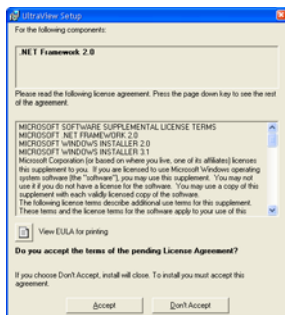 UltraView Setup
For the following components:
.NET Framework 2.0
Please read the following license agreement. Press the page down key to see the rest
of the agreement.
MICROSOFT SOFTWARE SUPPLEMENTAL LICENSE TERMS
MICROSOFT .NET FRAMEWORK 2.0
MICROSOFT WINDOWS INSTALLER 2.0
MICROSOFT WINDOWS INSTALLER 3.1
Microsoft Corporation (or based on where you live, one of its affiliates) licenses
this supplement to you. If you are licensed to use Microsoft Windows operating
system software (the "software"), you may use this supplement. You may not
use it if you do not have a license for the software. You may use a copy of this
supplement with each validly licensed copy of the software.
The following license terms describe additional use terms for this supplement.
These terms and the license terms for the software apply to your use of this
View EULA for printing
Do you accept the terms of the pending License Agreement?
If you choose Don't Accept, install will close. To install you must accept this
agreement.
Accept
Don't Accept